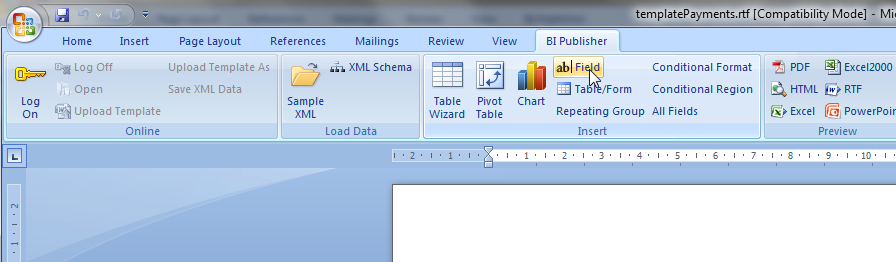 templatePayments.rtf [Compatibility Mode] - Mic
Home Insert Page Layout References Mailings Review View BI Publisher
Log On
Log Off
Open
Upload Template
Upload Template As
Save XML Data
Online
Sample XML
XML Schema
Load Data
Table Wizard
Pivot Table
Chart
ab Field
Table/Form
Repeating Group
Conditional Format
Conditional Region
All Fields
Insert
PDF
HTML
Excel
Excel2000
RTF
PowerPoint
Preview
L
2 1 1 2 3 4 5 6 7 8 9 10
2
1